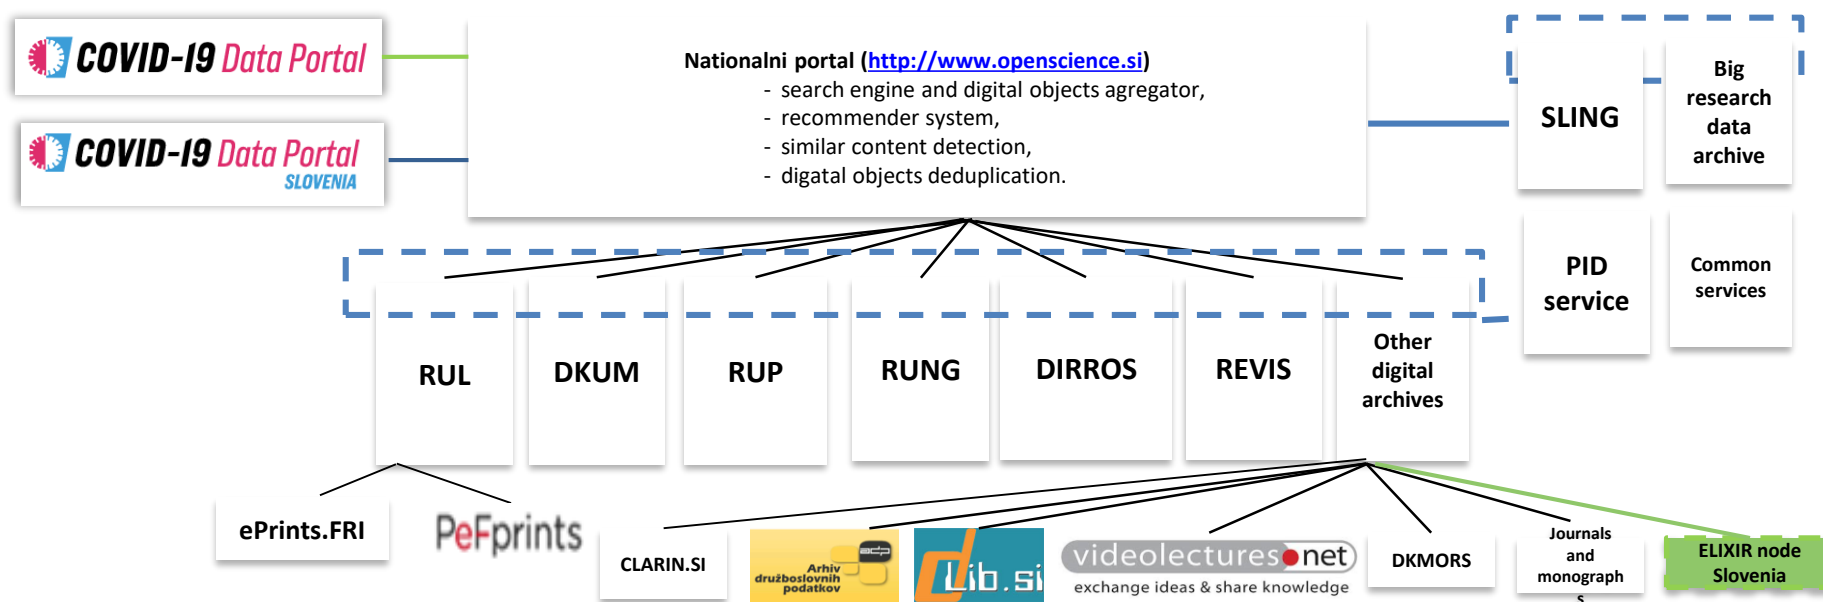 COVID-19 Data Portal
COVID-19 Data Portal
SLOVENIA
Nationalni portal (http://www.openscience.si)
- search engine and digital objects agregator,
- recommender system,
- similar content detection,
- digatal objects deduplication.
SLING
Big
research
data
archive
PID
service
Common
services
RUL
DKUM
RUP
RUNG
DIRROS
REVIS
Other
digital
archives
ePrints.FRI
PeFprints
CLARIN.SI
adp
Arhiv
družboslovnih
podatkov
dLib.si
videolectures.net
exchange ideas & share knowledge
DKMORS
Journals
and
monograph
s
ELIXIR node
Slovenia